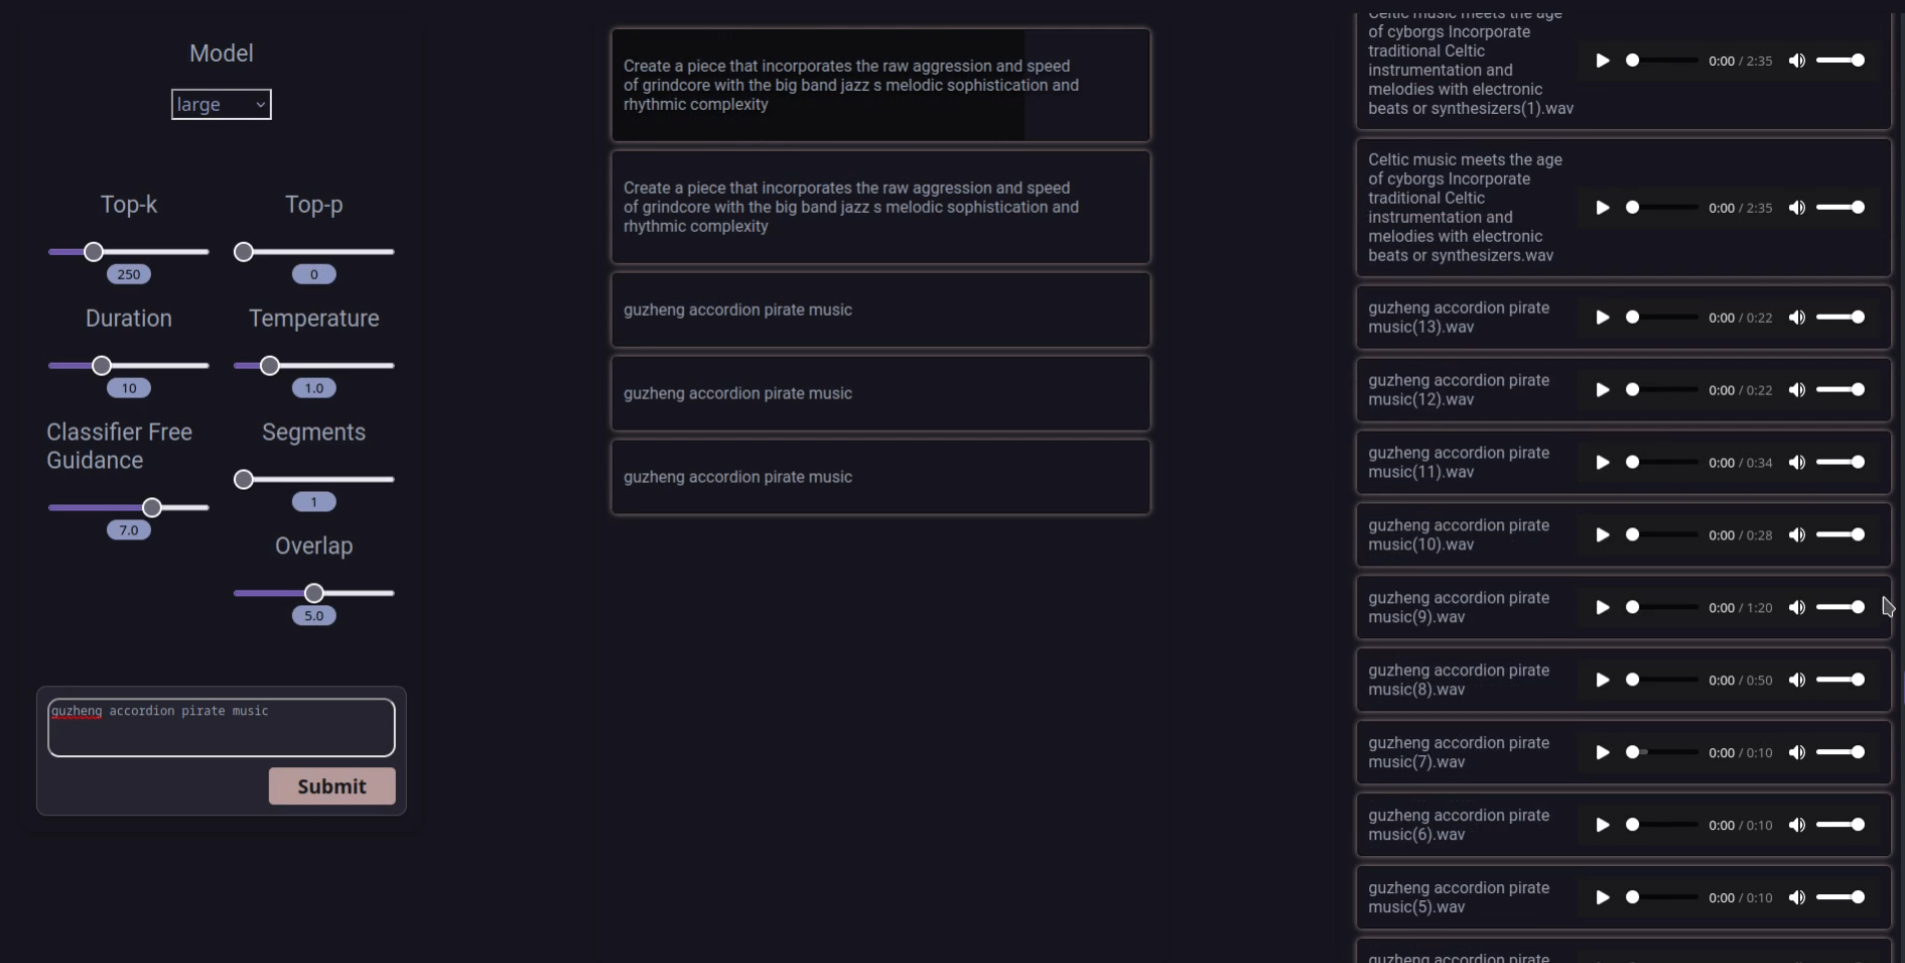 Model
large
Top-k
Top-p
250
0
Duration
Temperature
10
1.0
Classifier Free
Guidance
Segments
7.0
1
Overlap
5.0
guzheng accordion pirate music
Submit
Create a piece that incorporates the raw aggression and speed
of grindcore with the big band jazz s melodic sophistication and
rhythmic complexity
Create a piece that incorporates the raw aggression and speed
of grindcore with the big band jazz s melodic sophistication and
rhythmic complexity
guzheng accordion pirate music
guzheng accordion pirate music
guzheng accordion pirate music
Celtic music meets the age
of cyborgs Incorporate
traditional Celtic
instrumentation and
melodies with electronic
beats or synthesizers(1).wav
0:00 / 2:35
Celtic music meets the age
of cyborgs Incorporate
traditional Celtic
instrumentation and
melodies with electronic
beats or synthesizers.wav
0:00 / 2:35
guzheng accordion pirate
music(13).wav
0:00 / 0:22
guzheng accordion pirate
music(12).wav
0:00 / 0:22
guzheng accordion pirate
music(11).wav
0:00 / 0:34
guzheng accordion pirate
music(10).wav
0:00 / 0:28
guzheng accordion pirate
music(9).wav
0:00 / 1:20
guzheng accordion pirate
music(8).wav
0:00 / 0:50
guzheng accordion pirate
music(7).wav
0:00 / 0:10
guzheng accordion pirate
music(6).wav
0:00 / 0:10
guzheng accordion pirate
music(5).wav
0:00 / 0:10
guzheng accordion pirate